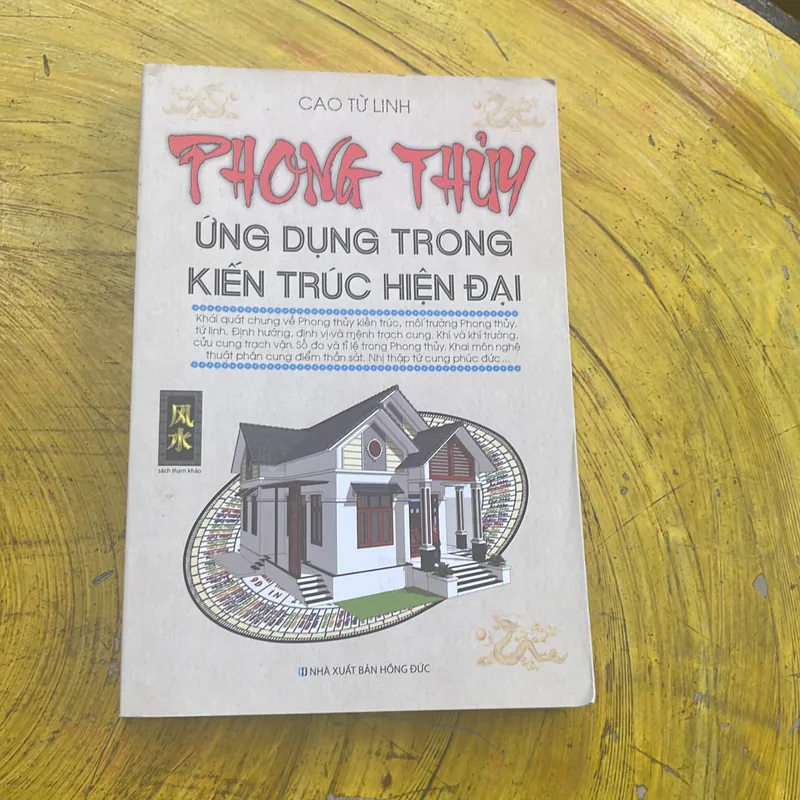 CAO TỪ LINH
PHONG THỦY
ỨNG DỤNG TRONG
KIẾN TRÚC HIỆN ĐẠI
Khái quát chung về Phong thủy kiến trúc, môi trường Phong thủy,
tứ linh. Định hướng, định vị và mệnh trạch cung. Khí và khí trường,
cửu cung trạch vận. Số đo và tỉ lệ trong Phong thủy. Khai môn nghệ
thuật phân cung điểm thần sát. Nhị thập tứ cung phúc đức...
风
水
sách tham khảo
NHÀ XUẤT BẢN HỒNG ĐỨC